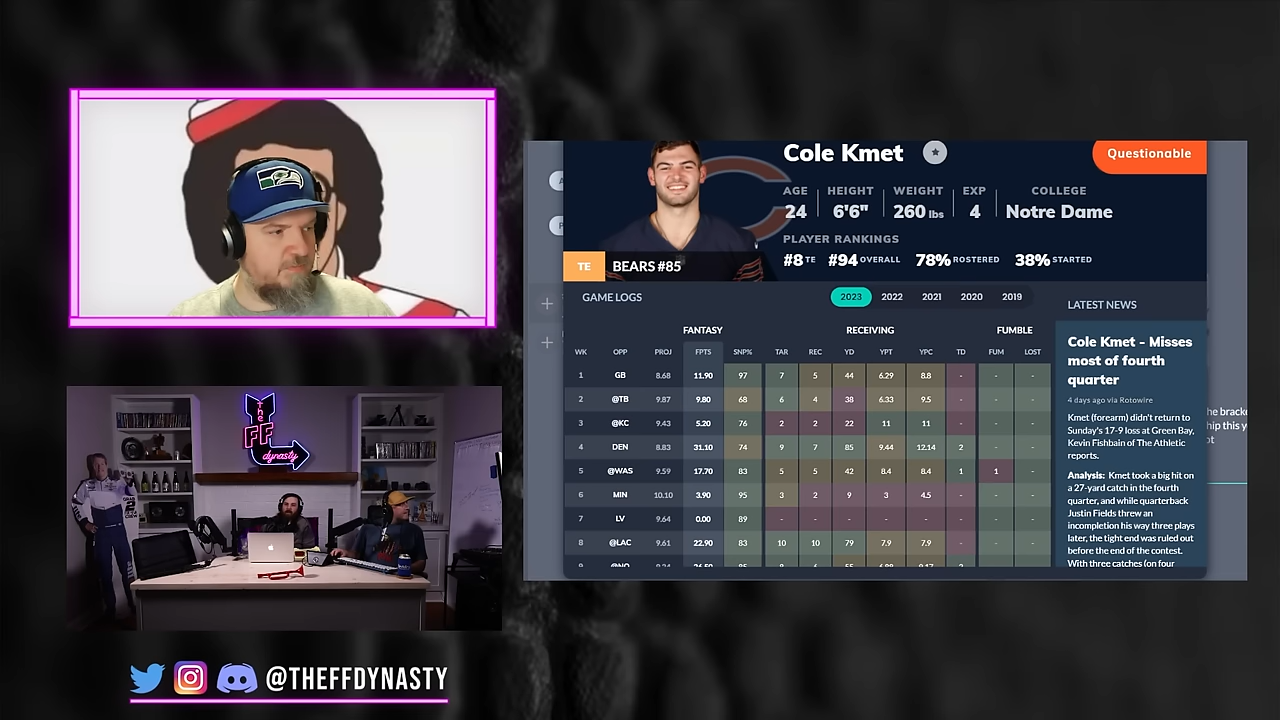 Cole Kmet
Questionable
AGE HEIGHT WEIGHT EXP COLLEGE
24 6'6" 260 lbs 4 Notre Dame
PLAYER RANKINGS
#8 TE #94 OVERALL 78% ROSTERED 38% STARTED
TE BEARS #85
GAME LOGS
2023 2022 2021 2020 2019
FANTASY RECEIVING FUMBLE
WK OPP PROJ FPTS SNP% TAR REC YD YPT YPC TD FUM LOST
1 GB 8.68 11.90 97 7 5 44 6.29 8.8 - - -
2 @TB 9.87 9.80 68 6 4 38 6.33 9.5 - - -
3 @KC 9.43 5.20 76 2 2 22 11 11 - - -
4 DEN 8.83 31.10 74 9 7 85 9.44 12.14 2 - -
5 @WAS 9.59 17.70 83 5 5 42 8.4 8.4 1 1 -
6 MIN 10.10 3.90 95 3 2 9 3 4.5 - - -
7 LV 9.64 0.00 89 - - - - - - - -
8 @LAC 9.61 22.90 83 10 10 79 7.9 7.9 - - -
LATEST NEWS
Cole Kmet - Misses
most of fourth
quarter
4 days ago via Rotowire
Kmet (forearm) didn't return to
Sunday's 17-9 loss at Green Bay,
Kevin Fishbain of The Athletic
reports.
Analysis: Kmet took a big hit on
a 27-yard catch in the fourth
quarter, and while quarterback
Justin Fields threw an
incompletion his way three plays
later, the tight end was ruled out
before the end of the contest.
With three catches (on four
The
FF
dynasty
@THEFFDYNASTY